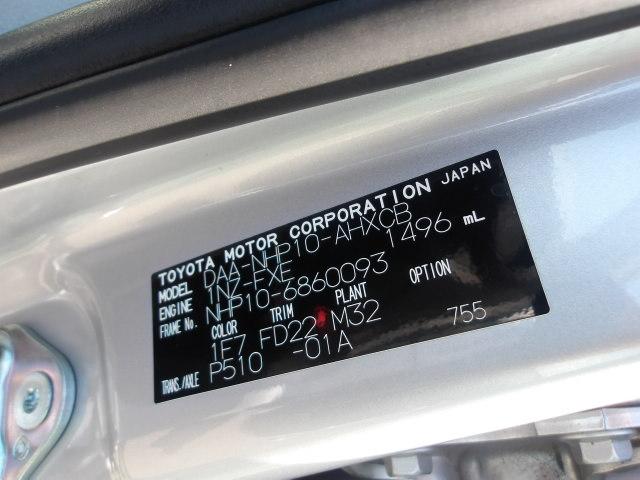 TOYOTA MOTOR CORPORATION JAPAN
MODEL DAA-NHP10-AHXCB
ENGINE 1NZ-FXE 1496 mL
FRAME No. NHP10-6860093
COLOR TRIM PLANT OPTION
1F7 FD22 M32 755
TRANS./AXLE P510 -01A